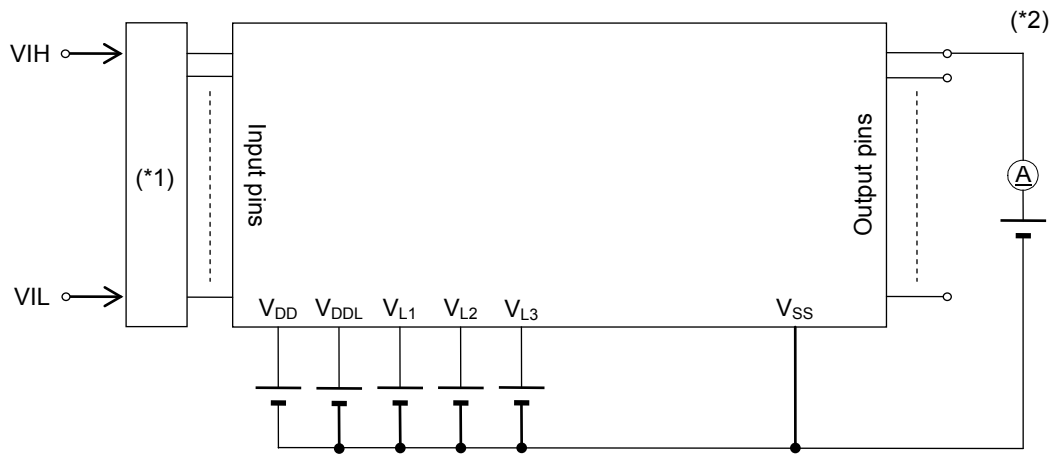 (*2)
VIH
(*1)
Input pins
Output pins
A
VIL
VDD VDDL VL1 VL2 VL3 VSS